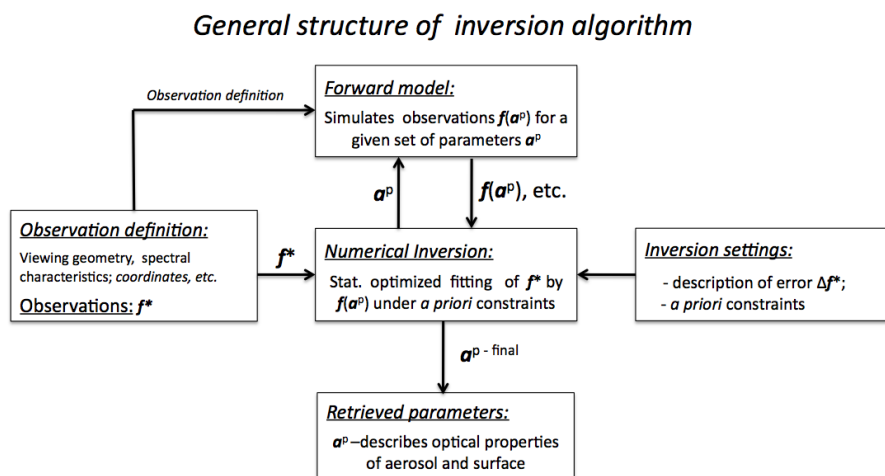 General structure of inversion algorithm
Observation definition
Forward model:
Simulates observations f(aᵖ) for a
given set of parameters aᵖ
aᵖ
f(aᵖ), etc.
Observation definition:
Viewing geometry, spectral
characteristics; coordinates, etc.
Observations: f*
f*
Numerical Inversion:
Stat. optimized fitting of f* by
f(aᵖ) under a priori constraints
Inversion settings:
- description of error Δf*;
- a priori constraints
aᵖ ⁻ ᶠⁱⁿᵃˡ
Retrieved parameters:
aᵖ –describes optical properties
of aerosol and surface